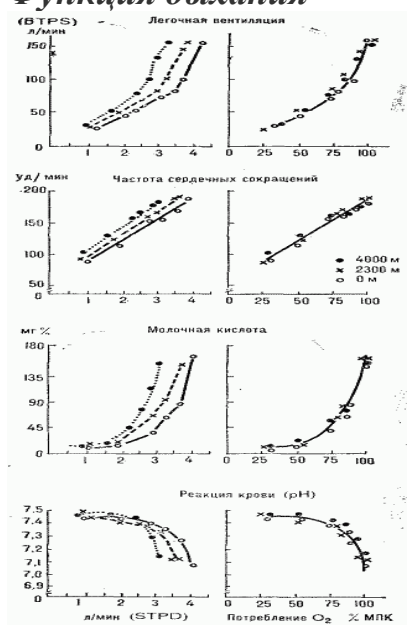 Функция дыхания
(BTPS)
л/мин
Легочная вентиляция
150
100
50
0 1 2 3 4
0 25 50 75 100
уд/мин
Частота сердечных сокращений
200
150
100
50
0
1 2 3 4
0 25 50 75 100
● 4000 м
× 2300 м
○ 0 м
мг %
Молочная кислота
180
135
90
45
0 1 2 3 4
0 25 50 75 100
Реакция крови (pH)
7,5
7,4
7,3
7,2
7,1
7,0
6,9
0
1 2 3 4
0 25 50 75 100
л/мин (STPD)
Потребление O₂ % МПК